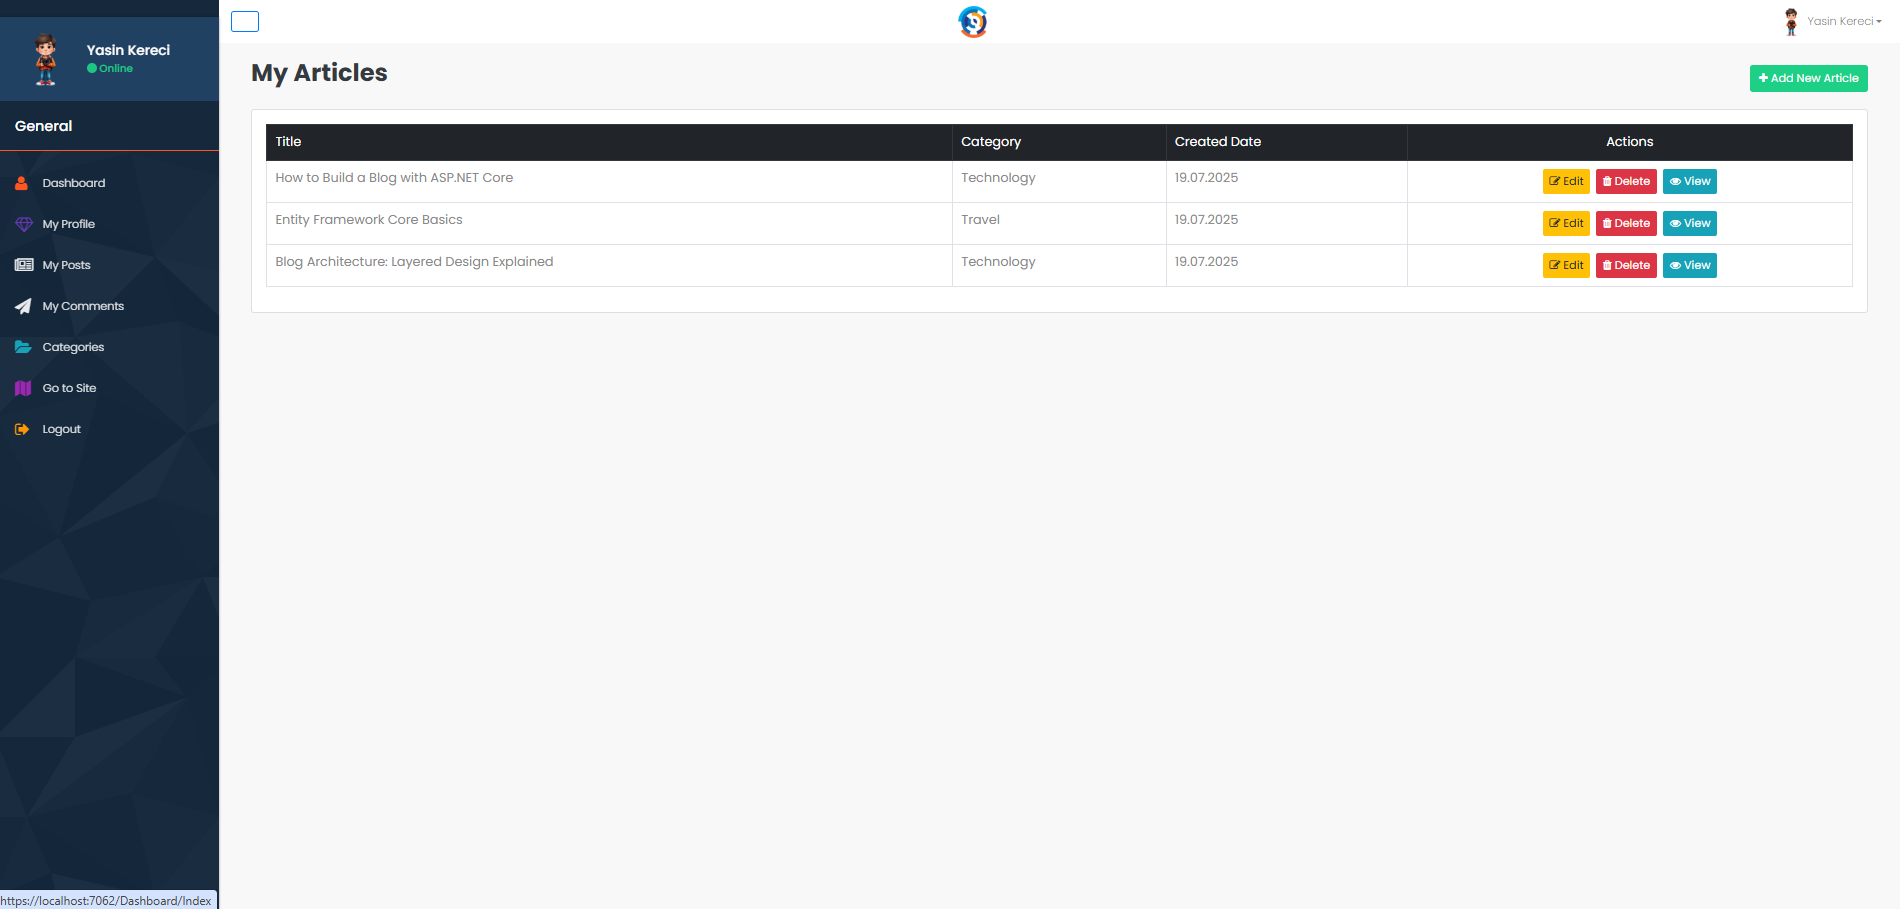 Yasin Kereci
Online
General
Dashboard
My Profile
My Posts
My Comments
Categories
Go to Site
Logout
https://localhost:7062/Dashboard/Index
Yasin Kereci
My Articles
Add New Article
Title Category Created Date Actions
How to Build a Blog with ASP.NET Core Technology 19.07.2025 Edit Delete View
Entity Framework Core Basics Travel 19.07.2025 Edit Delete View
Blog Architecture: Layered Design Explained Technology 19.07.2025 Edit Delete View